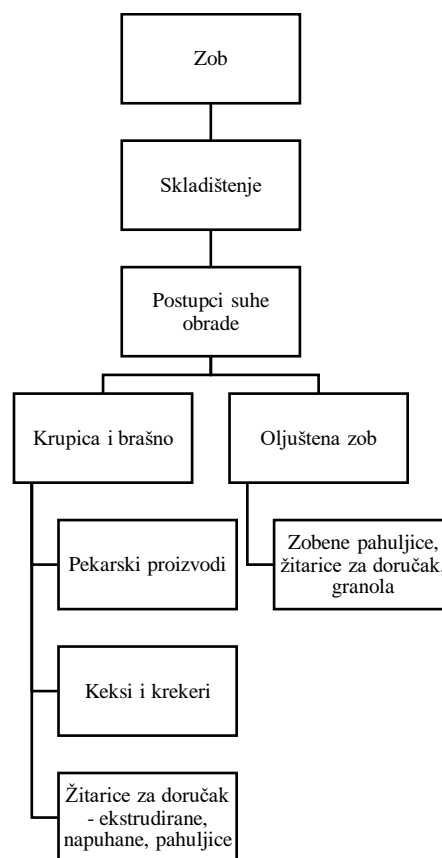 Zob
Skladištenje
Postupci suhe
obrade
Krupica i brašno
Oljuštena zob
Pekarski proizvodi
Zobene pahuljice,
žitarice za doručak,
granola
Keksi i krekeri
Žitarice za doručak
- ekstrudirane,
napuhane, pahuljice